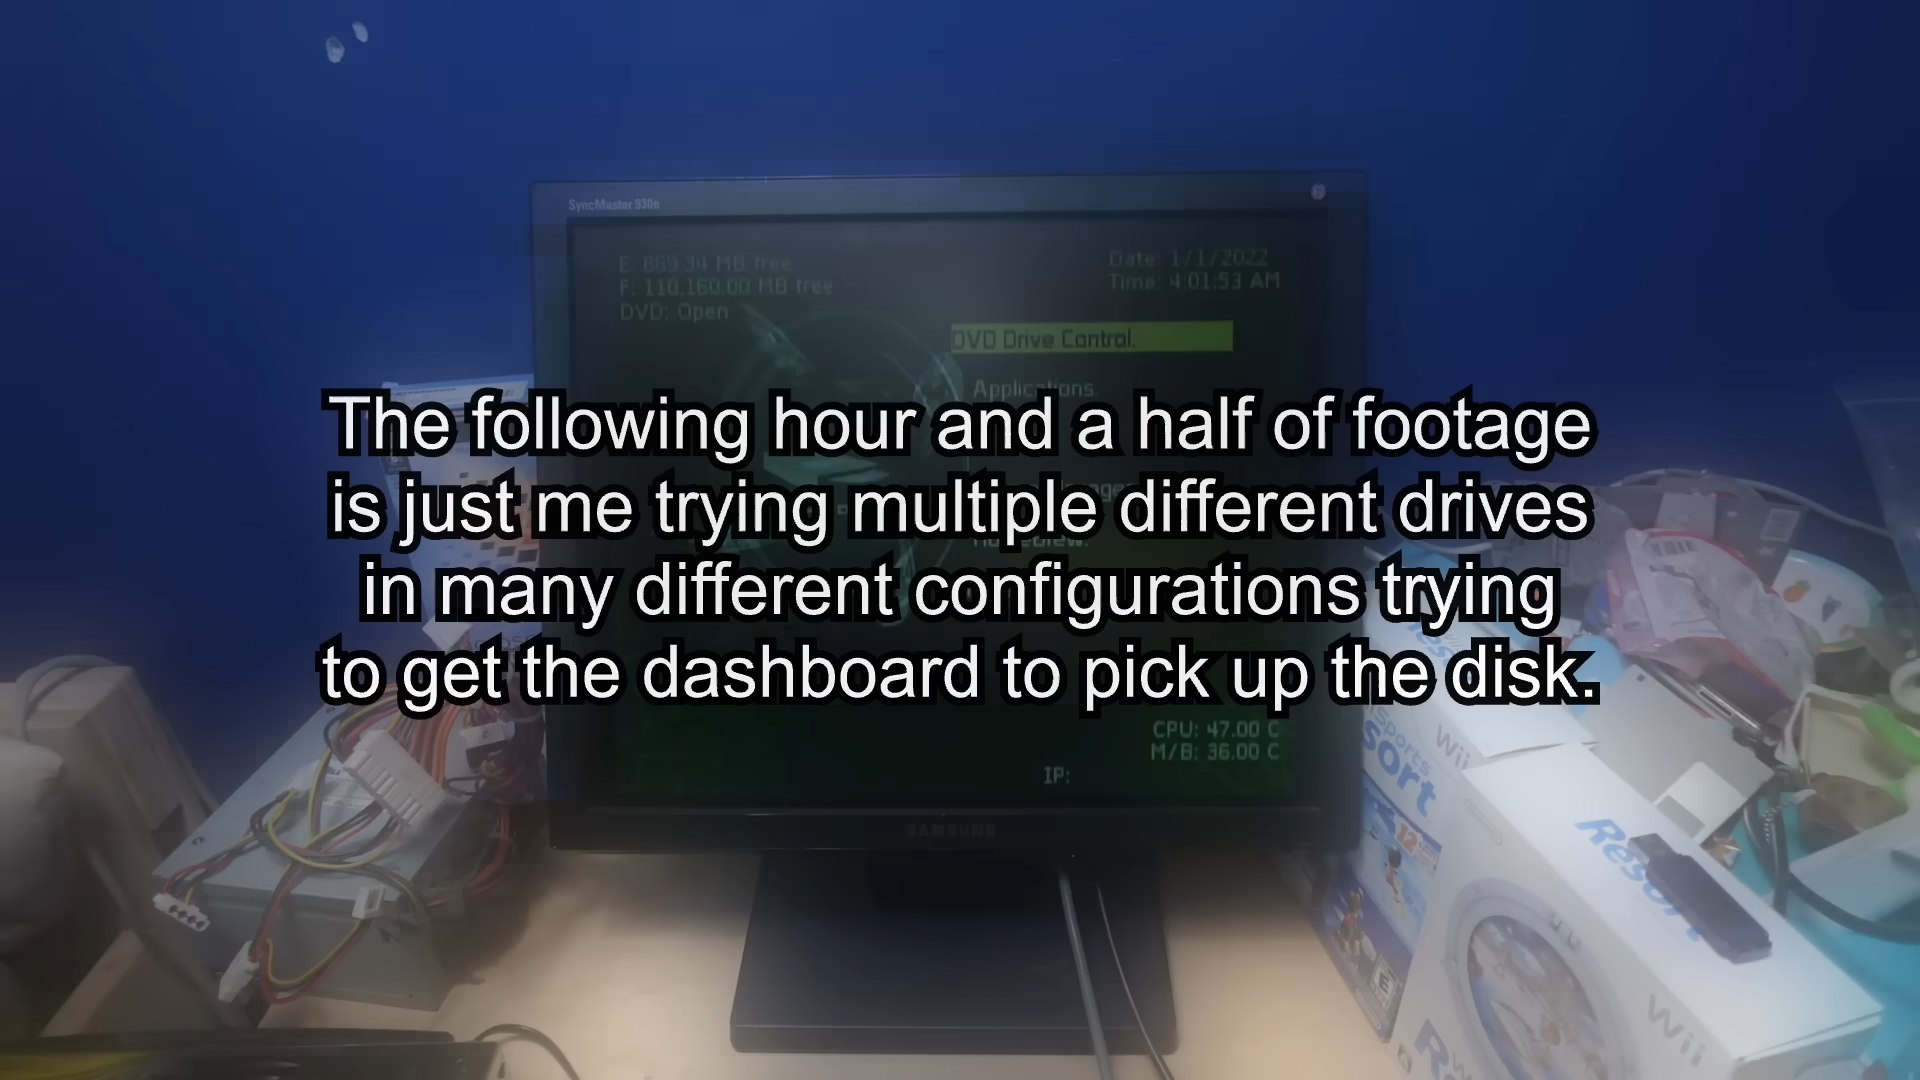 SyncMaster 930B
E: 869.34 MB free
F: 110,160.00 MB free
DVD: Open
Date: 1/1/2022
Time: 4:01:53 AM
DVD Drive Control.
Applications.
The following hour and a half of footage
is just me trying multiple different drives
in many different configurations trying
to get the dashboard to pick up the disk.
CPU: 47.00 C
M/B: 36.00 C
IP:
SAMSUNG
sports
Wii
Resort
Wii